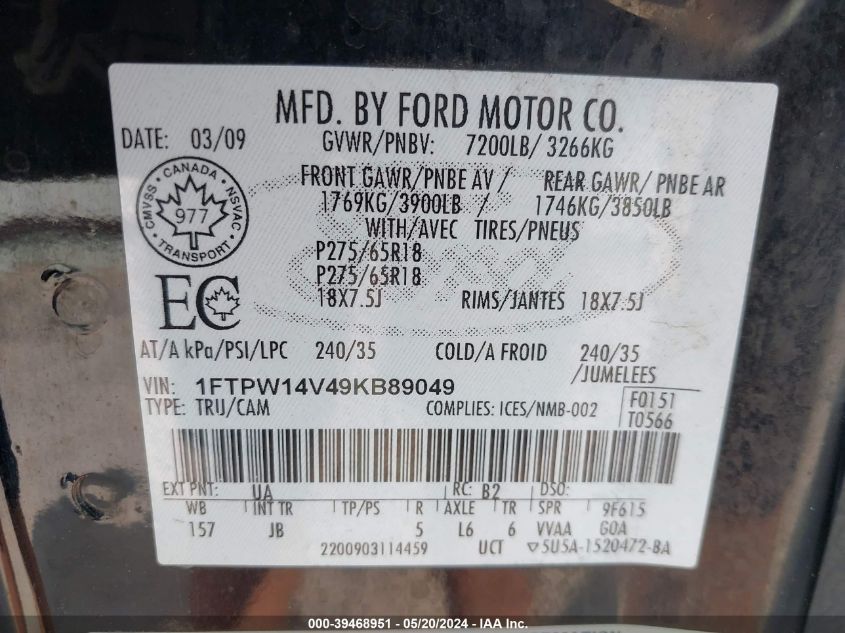 MFD. BY FORD MOTOR CO.
DATE: 03/09 GVWR/PNBV: 7200LB/ 3266KG
FRONT GAWR/PNBE AV / REAR GAWR/ PNBE AR
1769KG/3900LB / 1746KG/3850LB
WITH/AVEC TIRES/PNEUS
CANADA CMVSS NSVAC 977 TRANSPORT
P275/65R18
P275/65R18
18X7.5J RIMS/JANTES 18X7.5J
EC
AT/A kPa/PSI/LPC 240/35 COLD/A FROID 240/35
/JUMELEES
VIN: 1FTPW14V49KB89049
TYPE: TRU/CAM COMPLIES: ICES/NMB-002 F0151
T0566
EXT PNT: UA RC: B2 DSO:
WB INT TR TP/PS R AXLE TR SPR 9F615
157 JB 5 L6 6 VVAA GOA
2200903114459 UCT ▽5U5A-1520472-BA
000-39468951 - 05/20/2024 - IAA Inc.